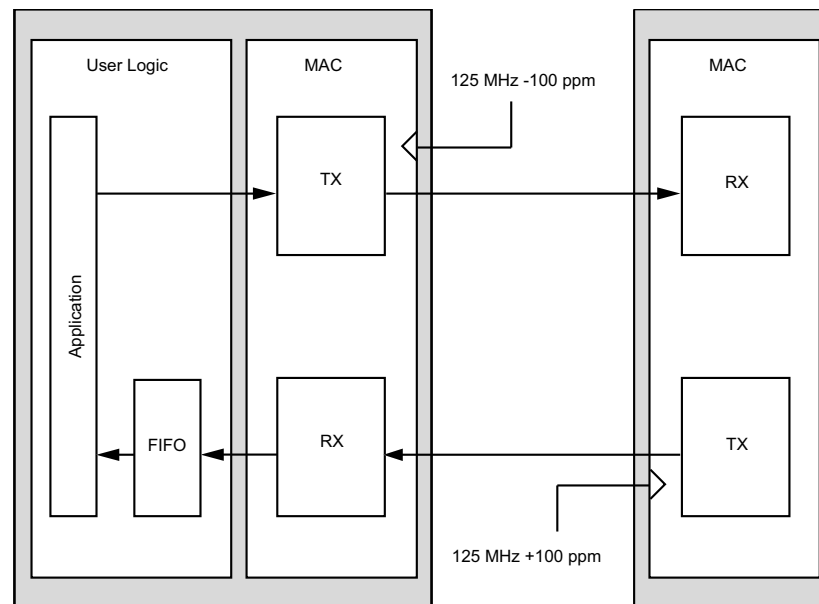 User Logic
MAC
125 MHz -100 ppm
MAC
TX
RX
Application
FIFO
RX
TX
125 MHz +100 ppm